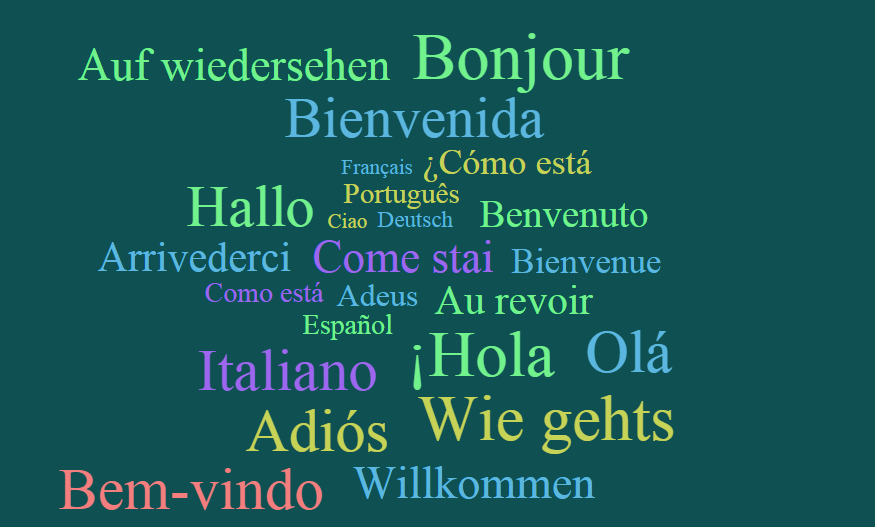 Auf wiedersehen Bonjour
Bienvenida
Français ¿Cómo está
Português
Hallo Ciao Deutsch Benvenuto
Arrivederci Come stai Bienvenue
Como está Adeus Au revoir
Español
Italiano ¡Hola Olá
Adiós Wie gehts
Bem-vindo Willkommen